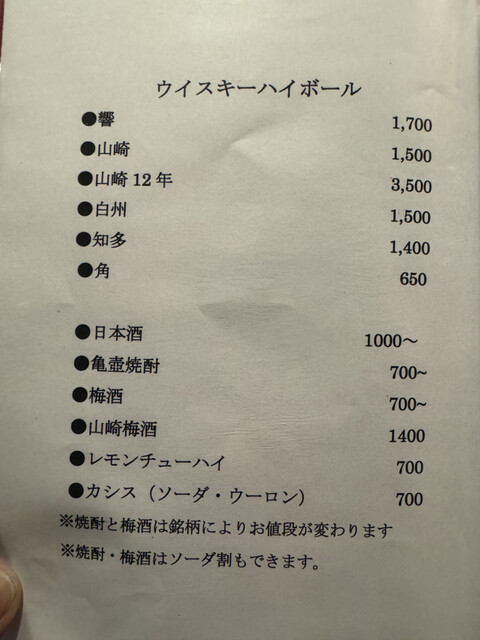 ウイスキーハイボール
●響 1,700
●山崎 1,500
●山崎 12 年 3,500
●白州 1,500
●知多 1,400
●角 650
●日本酒 1000～
●亀壺焼酎 700~
●梅酒 700~
●山崎梅酒 1400
●レモンチューハイ 700
●カシス（ソーダ・ウーロン） 700
※焼酎と梅酒は銘柄によりお値段が変わります
※焼酎・梅酒はソーダ割もできます。